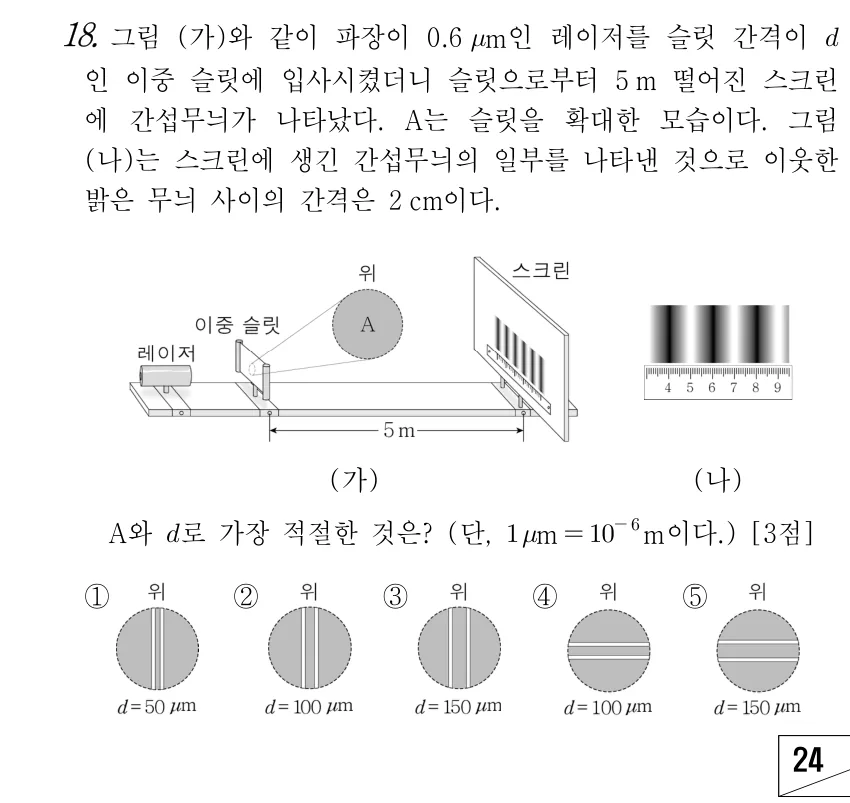 18. 그림 (가)와 같이 파장이 0.6 μm인 레이저를 슬릿 간격이 d
인 이중 슬릿에 입사시켰더니 슬릿으로부터 5 m 떨어진 스크린
에 간섭무늬가 나타났다. A는 슬릿을 확대한 모습이다. 그림
(나)는 스크린에 생긴 간섭무늬의 일부를 나타낸 것으로 이웃한
밝은 무늬 사이의 간격은 2 cm이다.
위
스크린
A
이중 슬릿
레이저
5 m
4 5 6 7 8 9
(가)
(나)
A와 d로 가장 적절한 것은? (단, 1 μm = 10⁻⁶ m이다.) [3점]
① 위
d = 50 μm
② 위
d = 100 μm
③ 위
d = 150 μm
④ 위
d = 100 μm
⑤ 위
d = 150 μm
24